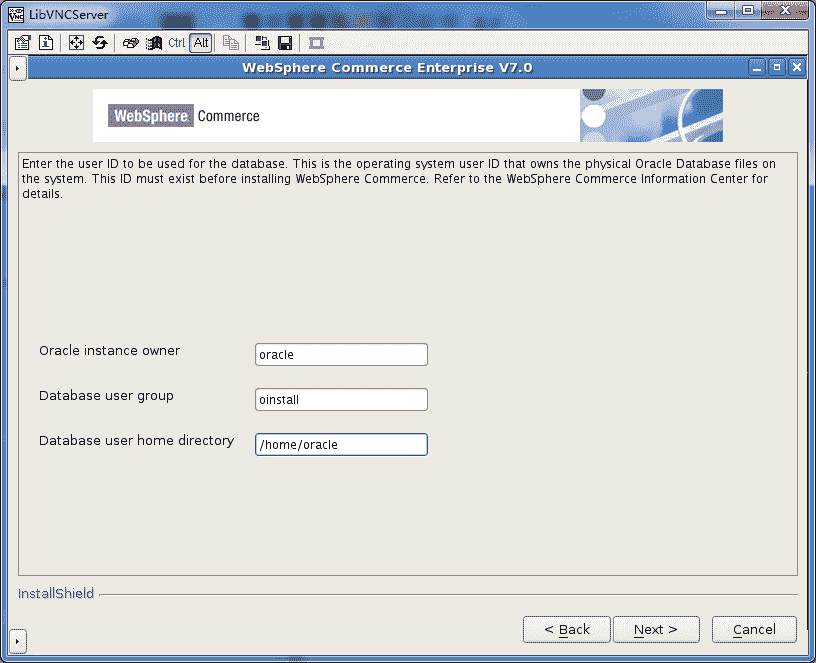 LibVNCServer
Ctrl Alt
WebSphere Commerce Enterprise V7.0
WebSphere Commerce
Enter the user ID to be used for the database. This is the operating system user ID that owns the physical Oracle Database files on
the system. This ID must exist before installing WebSphere Commerce. Refer to the WebSphere Commerce Information Center for
details.
Oracle instance owner oracle
Database user group oinstall
Database user home directory /home/oracle
InstallShield
< Back Next > Cancel